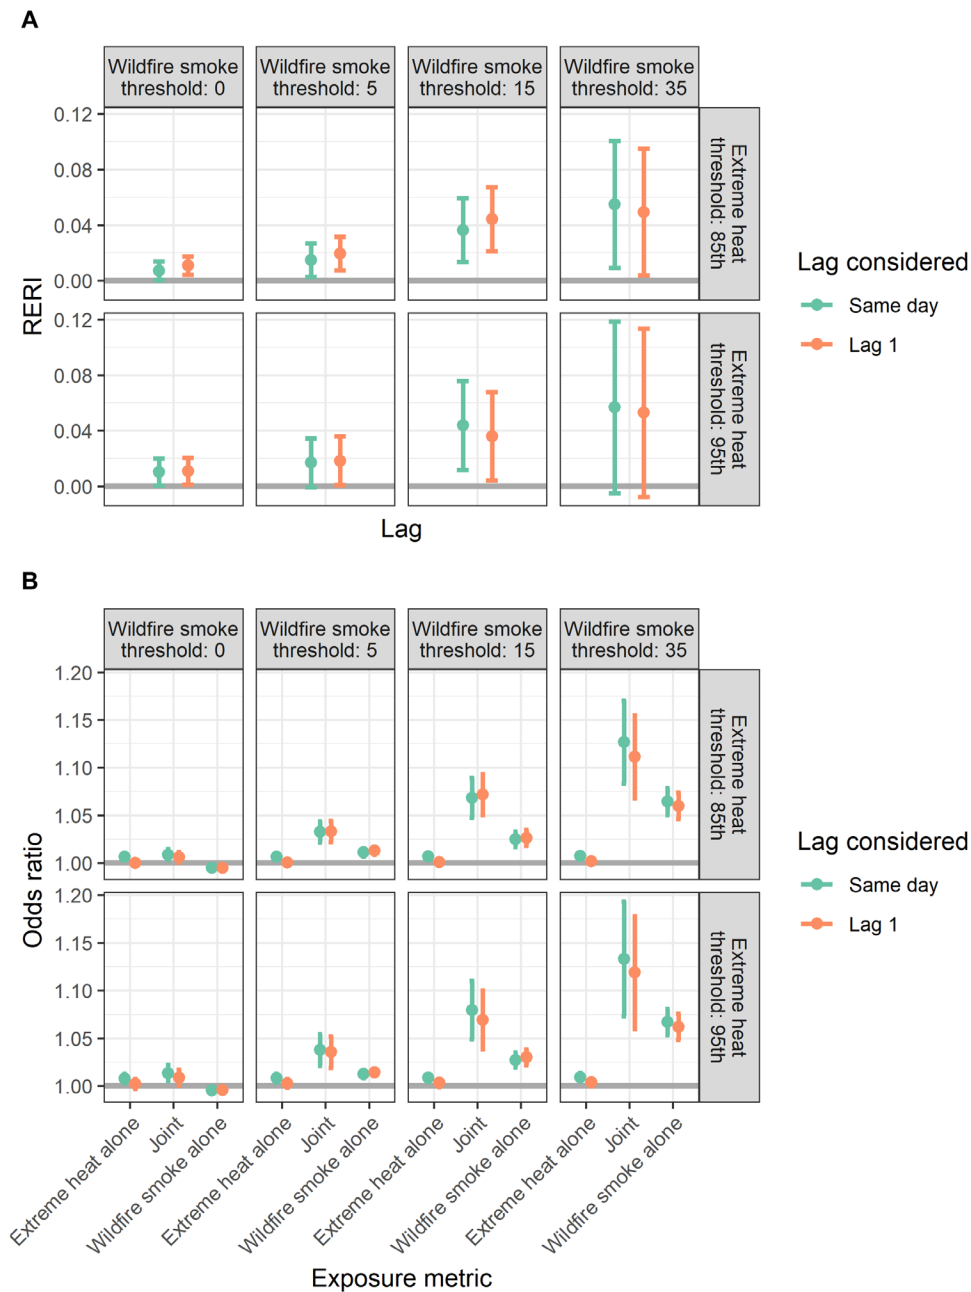 A
Wildfire smoke
threshold: 0
Wildfire smoke
threshold: 5
Wildfire smoke
threshold: 15
Wildfire smoke
threshold: 35
0.12
0.08
0.04
0.00
Extreme heat
threshold: 85th
0.12
0.08
0.04
0.00
Extreme heat
threshold: 95th
RERI
Lag
Lag considered
Same day
Lag 1
B
Wildfire smoke
threshold: 0
Wildfire smoke
threshold: 5
Wildfire smoke
threshold: 15
Wildfire smoke
threshold: 35
1.20
1.15
1.10
1.05
1.00
Extreme heat
threshold: 85th
1.20
1.15
1.10
1.05
1.00
Extreme heat
threshold: 95th
Odds ratio
Extreme heat alone
Joint
Wildfire smoke alone
Extreme heat alone
Joint
Wildfire smoke alone
Extreme heat alone
Joint
Wildfire smoke alone
Extreme heat alone
Joint
Wildfire smoke alone
Exposure metric
Lag considered
Same day
Lag 1